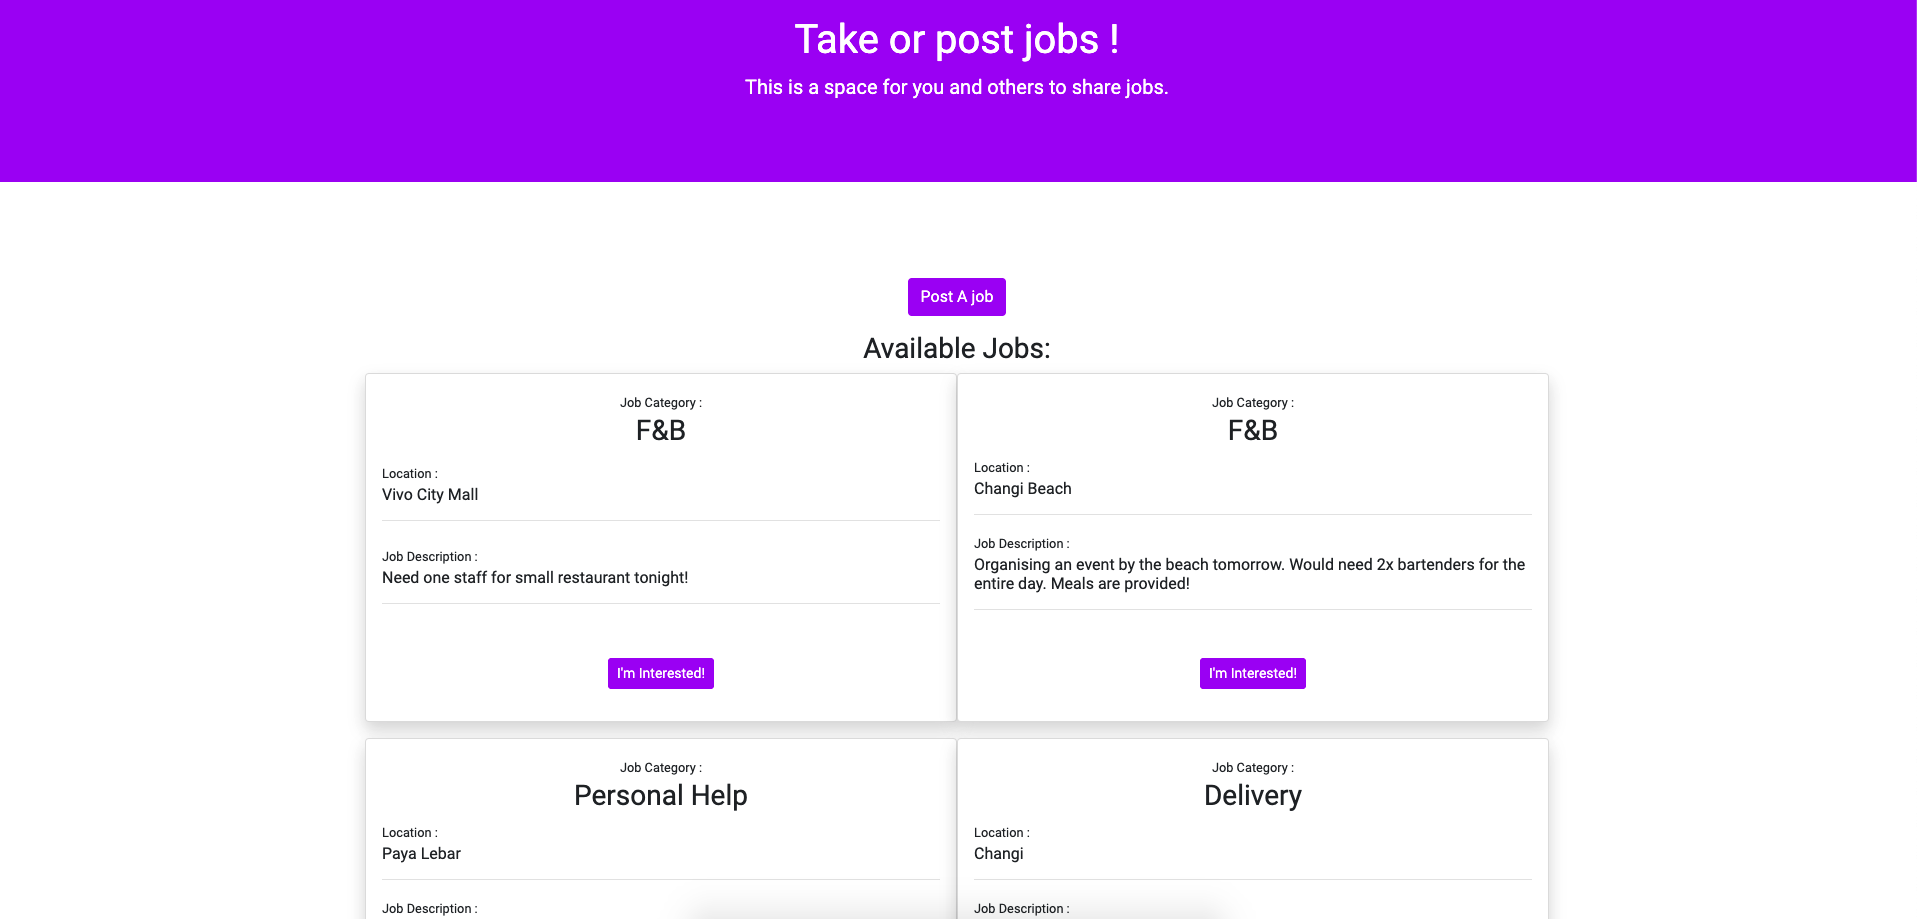 Take or post jobs !
This is a space for you and others to share jobs.
Post A job
Available Jobs:
Job Category :
F&B
Location :
Vivo City Mall
Job Description :
Need one staff for small restaurant tonight!
I'm Interested!
Job Category :
F&B
Location :
Changi Beach
Job Description :
Organising an event by the beach tomorrow. Would need 2x bartenders for the
entire day. Meals are provided!
I'm Interested!
Job Category :
Personal Help
Location :
Paya Lebar
Job Description :
Job Category :
Delivery
Location :
Changi
Job Description :